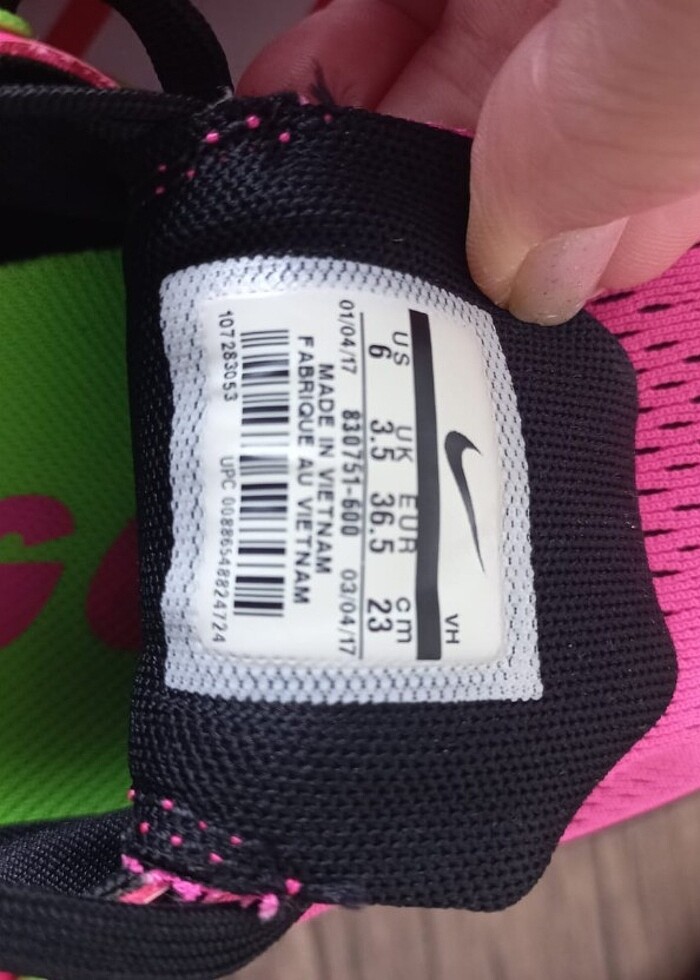 VH
US UK EUR cm
6 3.5 36.5 23
01/04/17 830751-600 03/04/17
MADE IN VIETNAM
FABRIQUE AU VIETNAM
107283053 UPC 00886548824724